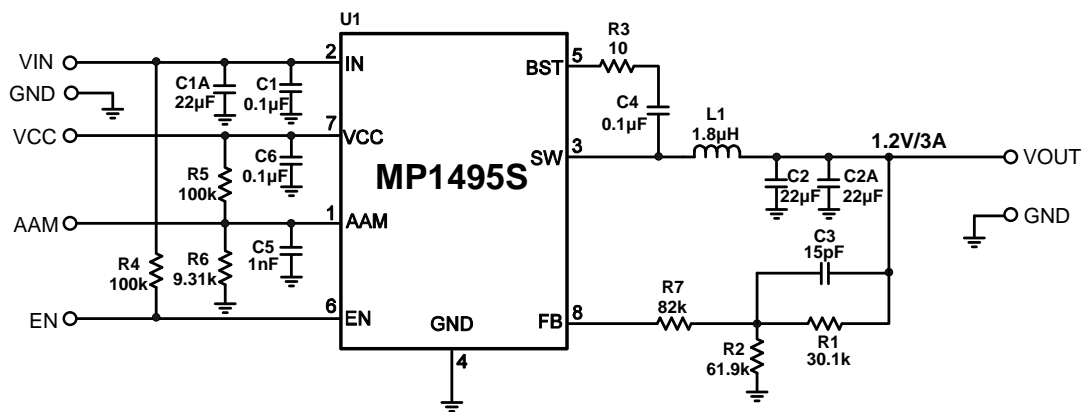 U1
VIN
2
IN
C1A
22µF
C1
0.1µF
GND
VCC
7
VCC
R5
100k
C6
0.1µF
AAM
1
AAM
R4
100k
R6
9.31k
C5
1nF
EN
6
EN
MP1495S
GND
4
BST
5
R3
10
C4
0.1µF
SW
3
L1
1.8µH
1.2V/3A
VOUT
C2
22µF
C2A
22µF
GND
C3
15pF
FB
8
R7
82k
R2
61.9k
R1
30.1k